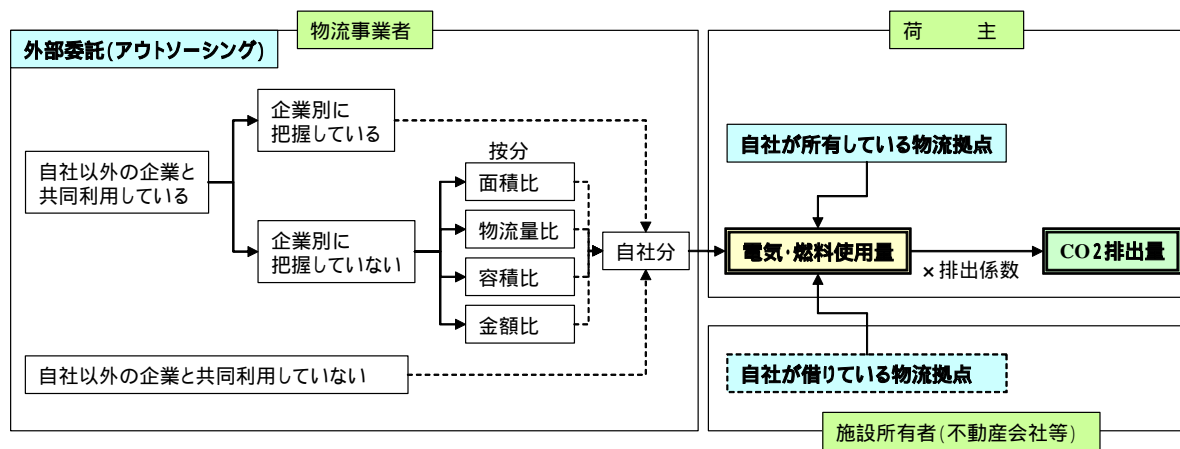 物流事業者
荷　　主
外部委託(アウトソーシング)
企業別に
把握している
自社以外の企業と
共同利用している
企業別に
把握していない
按分
面積比
物流量比
容積比
金額比
自社分
自社以外の企業と共同利用していない
自社が所有している物流拠点
電気・燃料使用量
×排出係数
CO2排出量
自社が借りている物流拠点
施設所有者(不動産会社等)